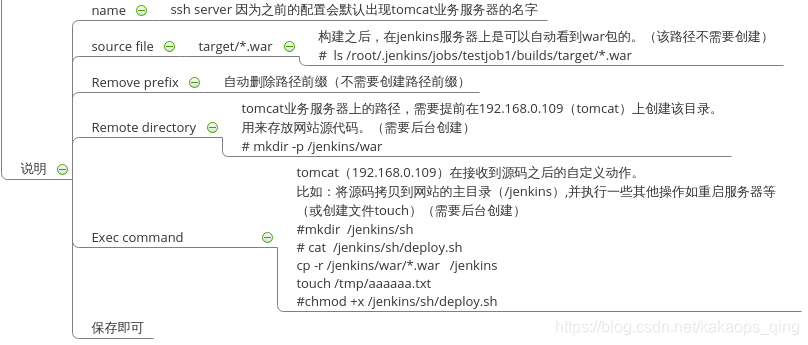 name ssh server 因为之前的配置会默认出现tomcat业务服务器的名字
构建之后，在jenkins服务器上是可以自动看到war包的。（该路径不需要创建）
source file target/*.war
# ls /root/.jenkins/jobs/testjob1/builds/target/*.war
Remove prefix 自动删除路径前缀（不需要创建路径前缀）
tomcat业务服务器上的路径，需要提前在192.168.0.109（tomcat）上创建该目录。
Remote directory 用来存放网站源代码。（需要后台创建）
# mkdir -p /jenkins/war
说明
tomcat（192.168.0.109）在接收到源码之后的自定义动作。
比如：将源码拷贝到网站的主目录（/jenkins）,并执行一些其他操作如重启服务器等
（或创建文件touch）（需要后台创建）
#mkdir /jenkins/sh
Exec command
# cat /jenkins/sh/deploy.sh
cp -r /jenkins/war/*.war /jenkins
touch /tmp/aaaaaa.txt
#chmod +x /jenkins/sh/deploy.sh
保存即可
https://blog.csdn.net/kakaops_qing